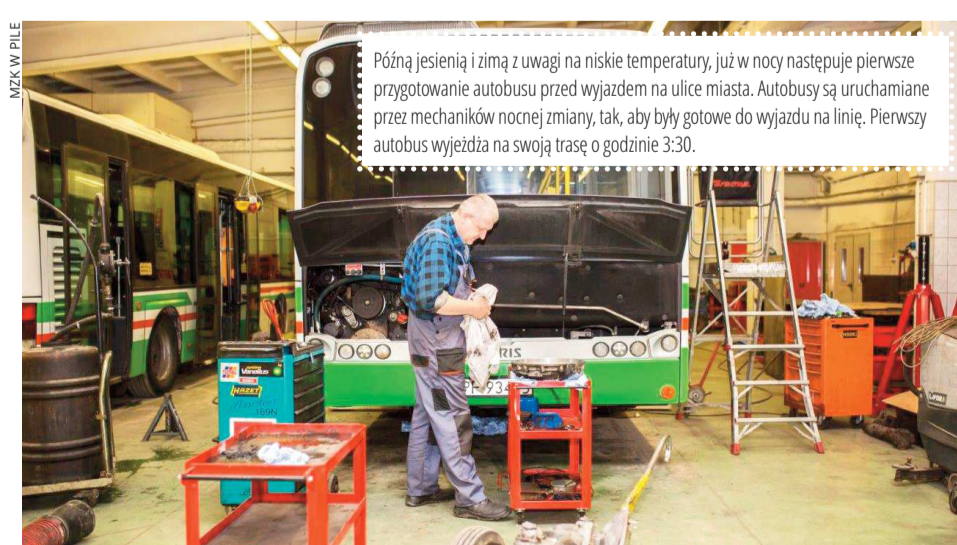 MZK W PILE
Późną jesienią i zimą z uwagi na niskie temperatury, już w nocy następuje pierwsze
przygotowanie autobusu przed wyjazdem na ulice miasta. Autobusy są uruchamiane
przez mechaników nocnej zmiany, tak, aby były gotowe do wyjazdu na linię. Pierwszy
autobus wyjeżdża na swoją trasę o godzinie 3:30.
HAZET
169N